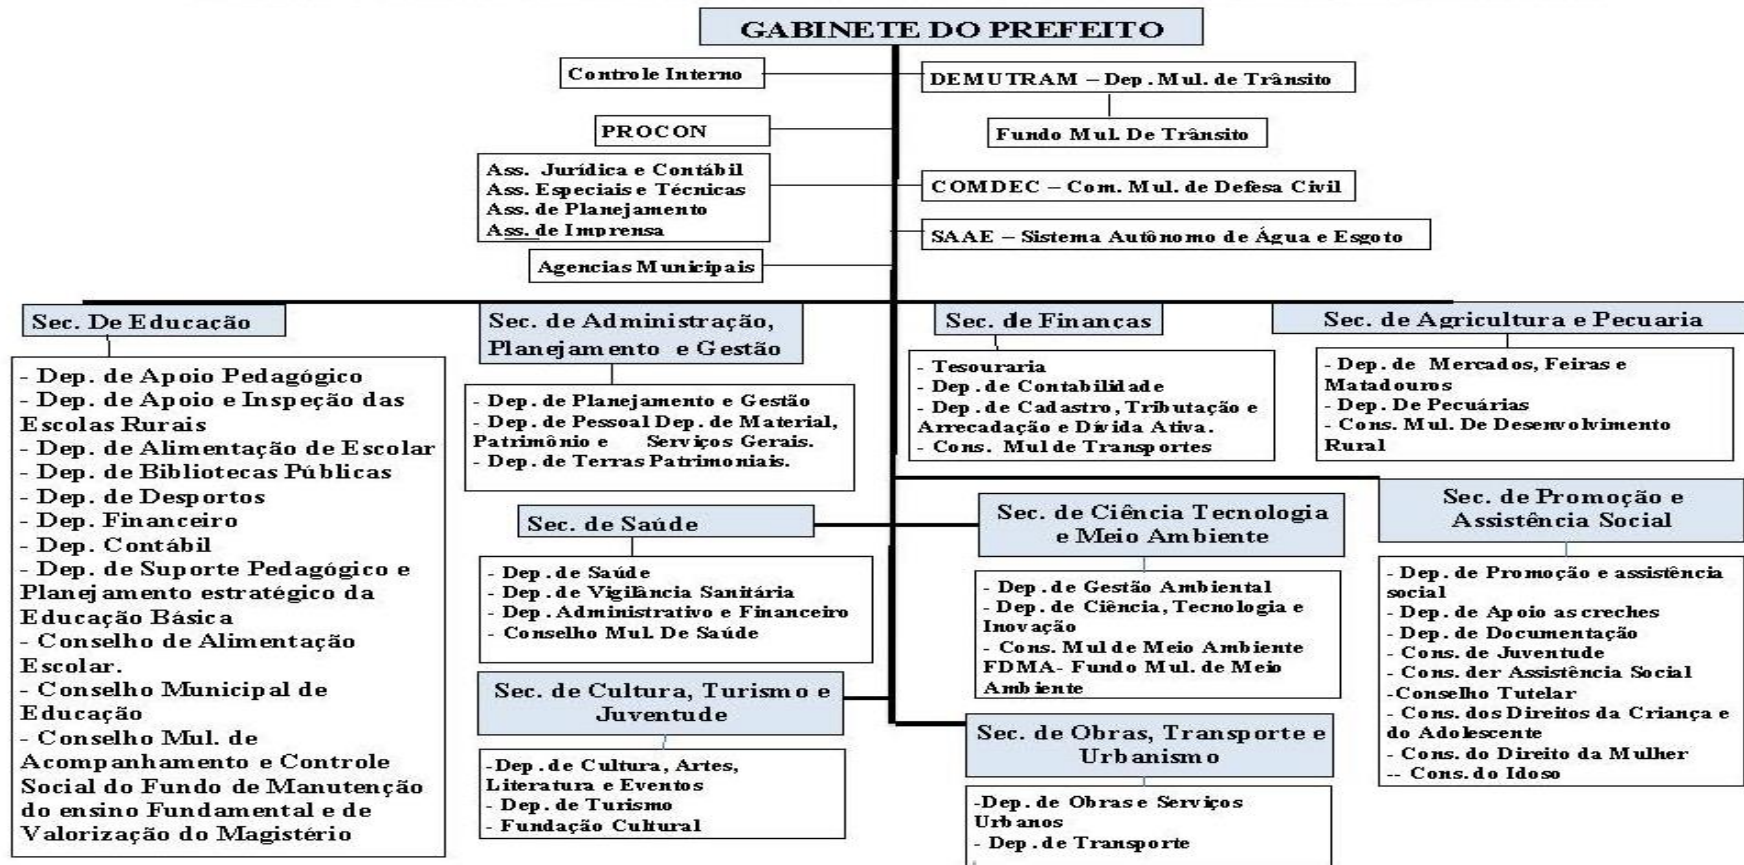 GABINETE DO PREFEITO
Controle Interno
DEMUTRAM – Dep. Mul. de Trânsito
PROCON
Fundo Mul. De Trânsito
Ass. Jurídica e Contábil
Ass. Especiais e Técnicas
Ass. de Planejamento
Ass. de Imprensa
COMDEC – Com. Mul. de Defesa Civil
SAAE – Sistema Autônomo de Água e Esgoto
Agencias Municipais
Sec. De Educação
- Dep. de Apoio Pedagógico
- Dep. de Apoio e Inspeção das
Escolas Rurais
- Dep. de Alimentação de Escolar
- Dep. de Bibliotecas Públicas
- Dep. de Desportos
- Dep. Financeiro
- Dep. Contábil
- Dep. de Suporte Pedagógico e
Planejamento estratégico da
Educação Básica
- Conselho de Alimentação
Escolar.
- Conselho Municipal de
Educação
- Conselho Mul. de
Acompanhamento e Controle
Social do Fundo de Manutenção
do ensino Fundamental e de
Valorização do Magistério
Sec. de Administração,
Planejamento e Gestão
- Dep. de Planejamento e Gestão
- Dep. de Pessoal Dep. de Material,
Patrimônio e Serviços Gerais.
- Dep. de Terras Patrimoniais.
Sec. de Finanças
- Tesouraria
- Dep. de Contabilidade
- Dep. de Cadastro, Tributação e
Arrecadação e Dívida Ativa.
- Cons. Mul de Transportes
Sec. de Agricultura e Pecuaria
- Dep. de Mercados, Feiras e
Matadouros
- Dep. De Pecuárias
- Cons. Mul. De Desenvolvimento
Rural
Sec. de Saúde
- Dep. de Saúde
- Dep. de Vigilância Sanitária
- Dep. Administrativo e Financeiro
- Conselho Mul. De Saúde
Sec. de Ciência Tecnologia
e Meio Ambiente
- Dep. de Gestão Ambiental
- Dep. de Ciência, Tecnologia e
Inovação
- Cons. Mul de Meio Ambiente
FDMA- Fundo Mul. de Meio
Ambiente
Sec. de Promoção e
Assistência Social
- Dep. de Promoção e assistência
social
- Dep. de Apoio as creches
- Dep. de Documentação
- Cons. de Juventude
- Cons. der Assistência Social
-Conselho Tutelar
- Cons. dos Direitos da Criança e
do Adolescente
- Cons. do Direito da Mulher
-- Cons. do Idoso
Sec. de Cultura, Turismo e
Juventude
-Dep. de Cultura, Artes,
Literatura e Eventos
- Dep. de Turismo
- Fundação Cultural
Sec. de Obras, Transporte e
Urbanismo
-Dep. de Obras e Serviços
Urbanos
- Dep. de Transporte